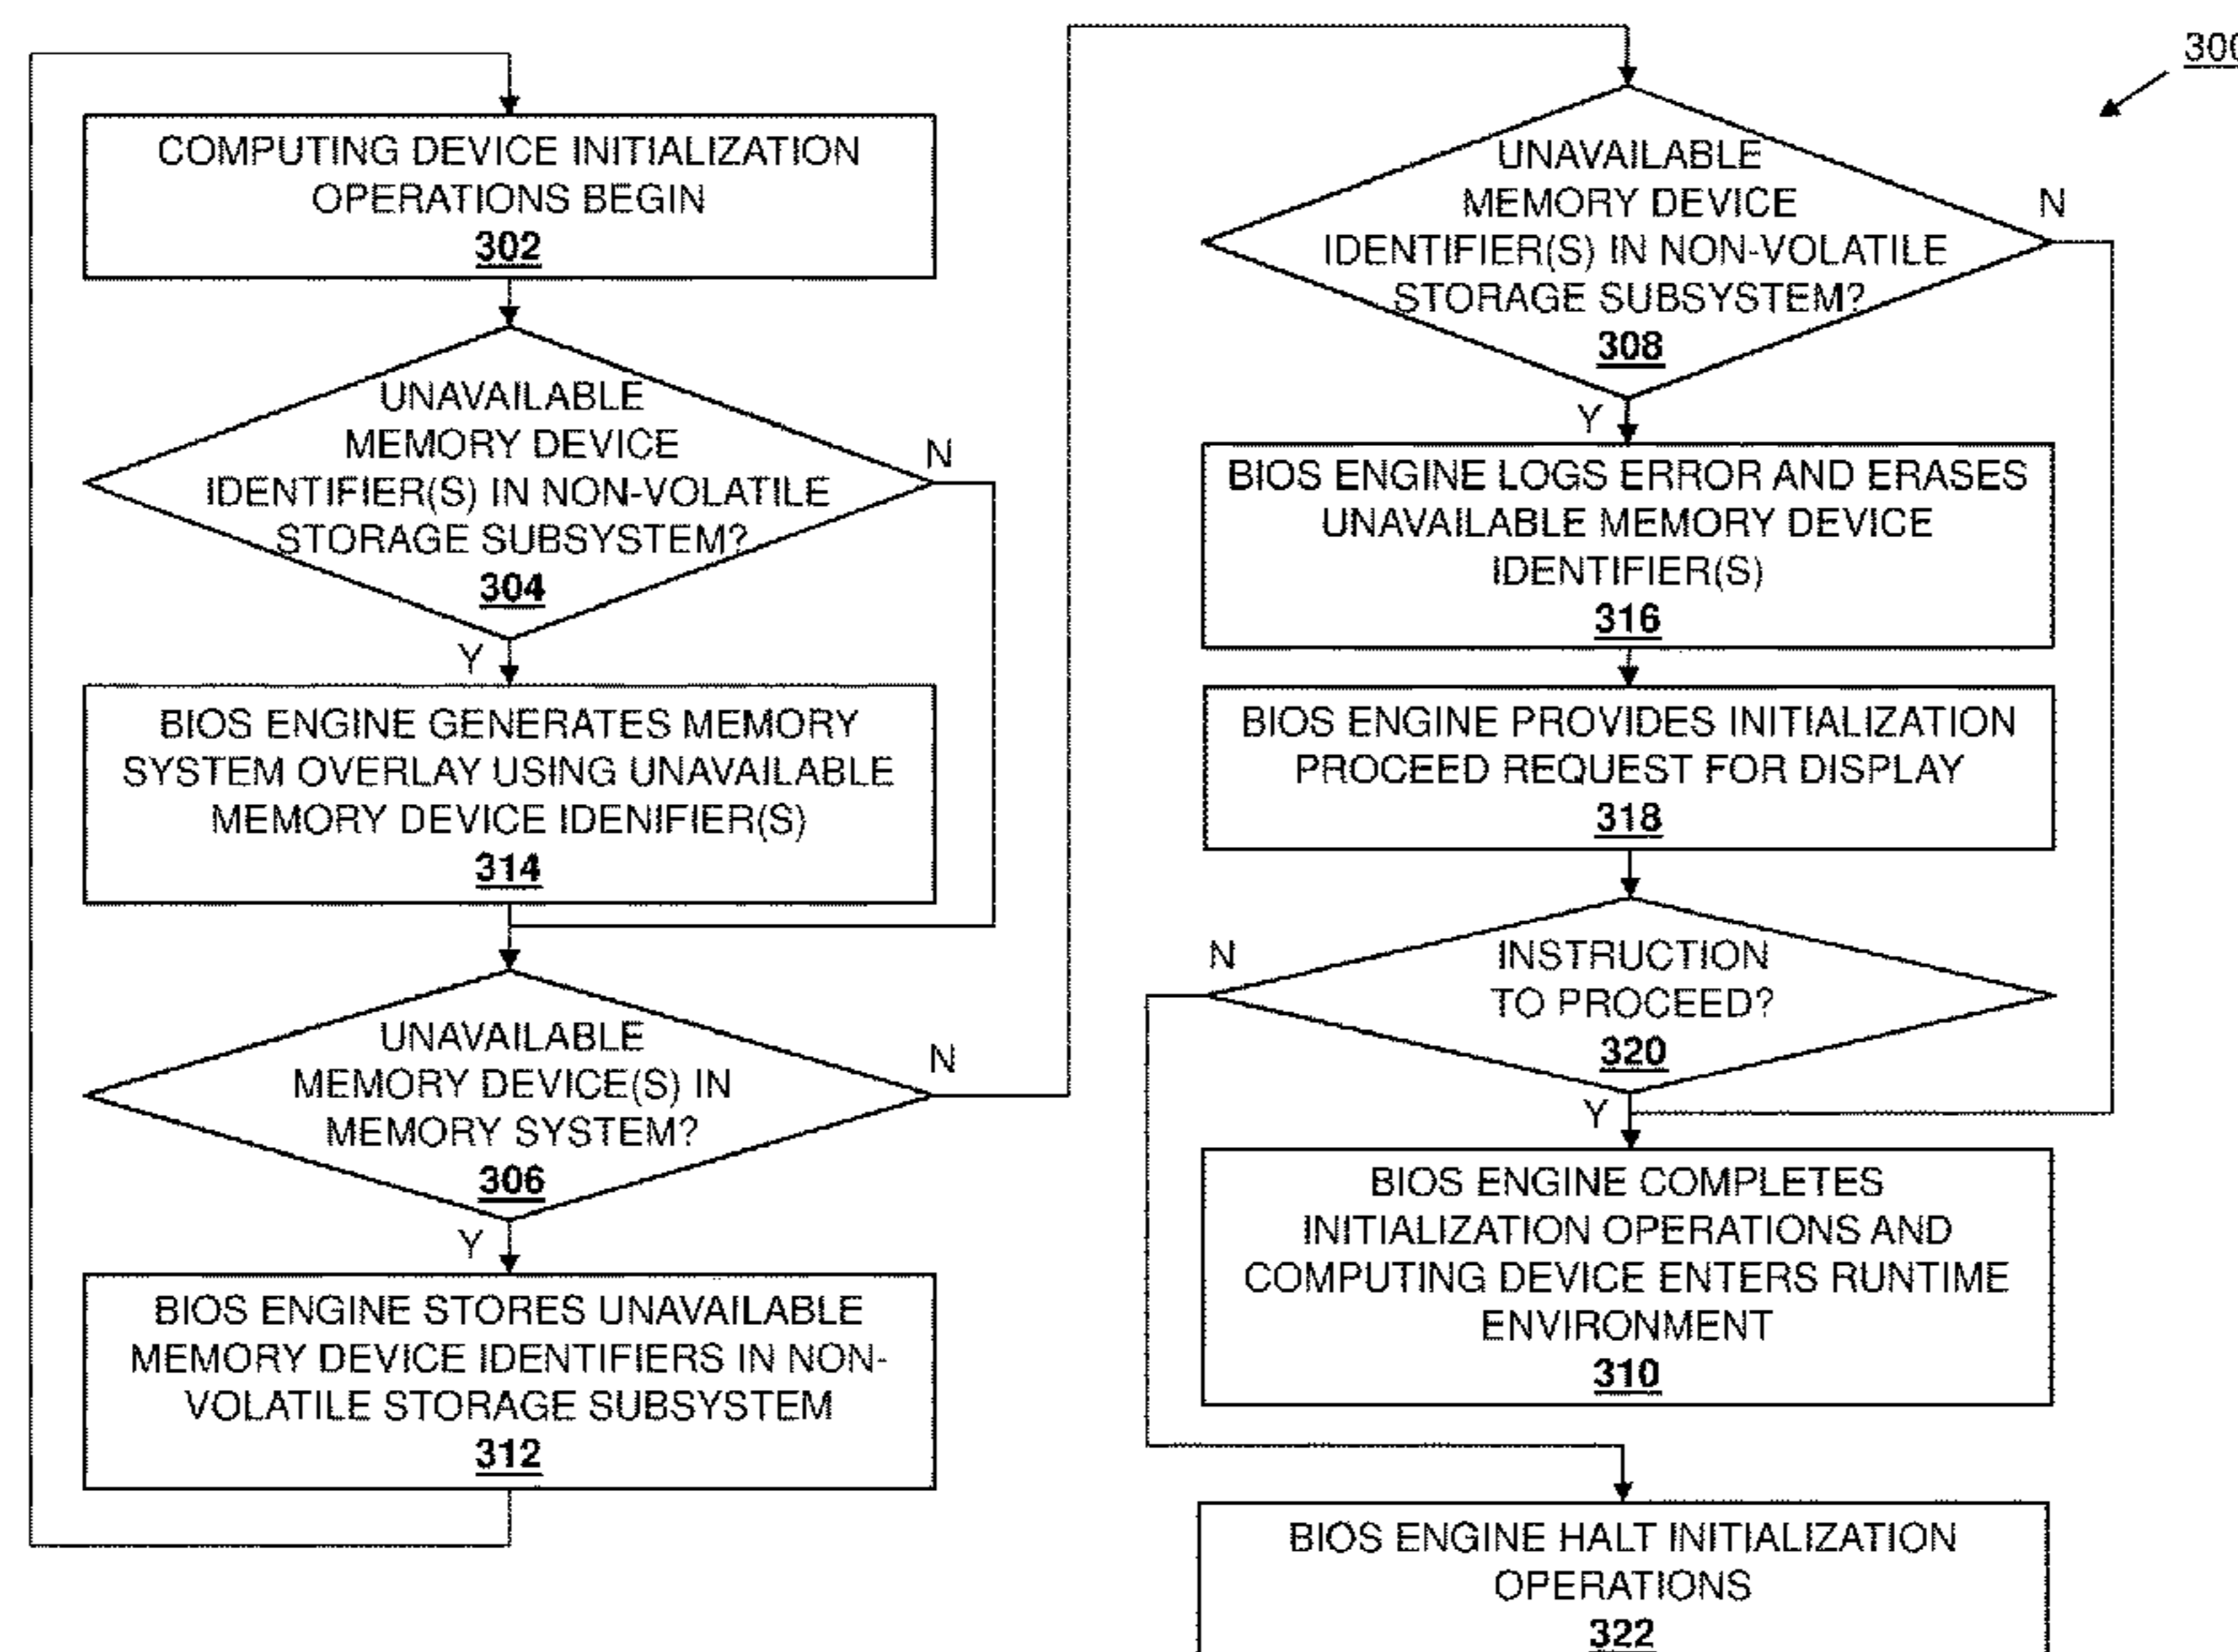 COMPUTING DEVICE INITIALIZATION
OPERATIONS BEGIN
302
UNAVAILABLE
MEMORY DEVICE
IDENTIFIER(S) IN NON-VOLATILE
STORAGE SUBSYSTEM?
304
N
Y
BIOS ENGINE GENERATES MEMORY
SYSTEM OVERLAY USING UNAVAILABLE
MEMORY DEVICE IDENIFIER(S)
314
UNAVAILABLE
MEMORY DEVICE(S) IN
MEMORY SYSTEM?
306
N
Y
BIOS ENGINE STORES UNAVAILABLE
MEMORY DEVICE IDENTIFIERS IN NON-
VOLATILE STORAGE SUBSYSTEM
312
300
UNAVAILABLE
MEMORY DEVICE
IDENTIFIER(S) IN NON-VOLATILE
STORAGE SUBSYSTEM?
308
N
Y
BIOS ENGINE LOGS ERROR AND ERASES
UNAVAILABLE MEMORY DEVICE
IDENTIFIER(S)
316
BIOS ENGINE PROVIDES INITIALIZATION
PROCEED REQUEST FOR DISPLAY
318
N
INSTRUCTION
TO PROCEED?
320
Y
BIOS ENGINE COMPLETES
INITIALIZATION OPERATIONS AND
COMPUTING DEVICE ENTERS RUNTIME
ENVIRONMENT
310
BIOS ENGINE HALT INITIALIZATION
OPERATIONS
322